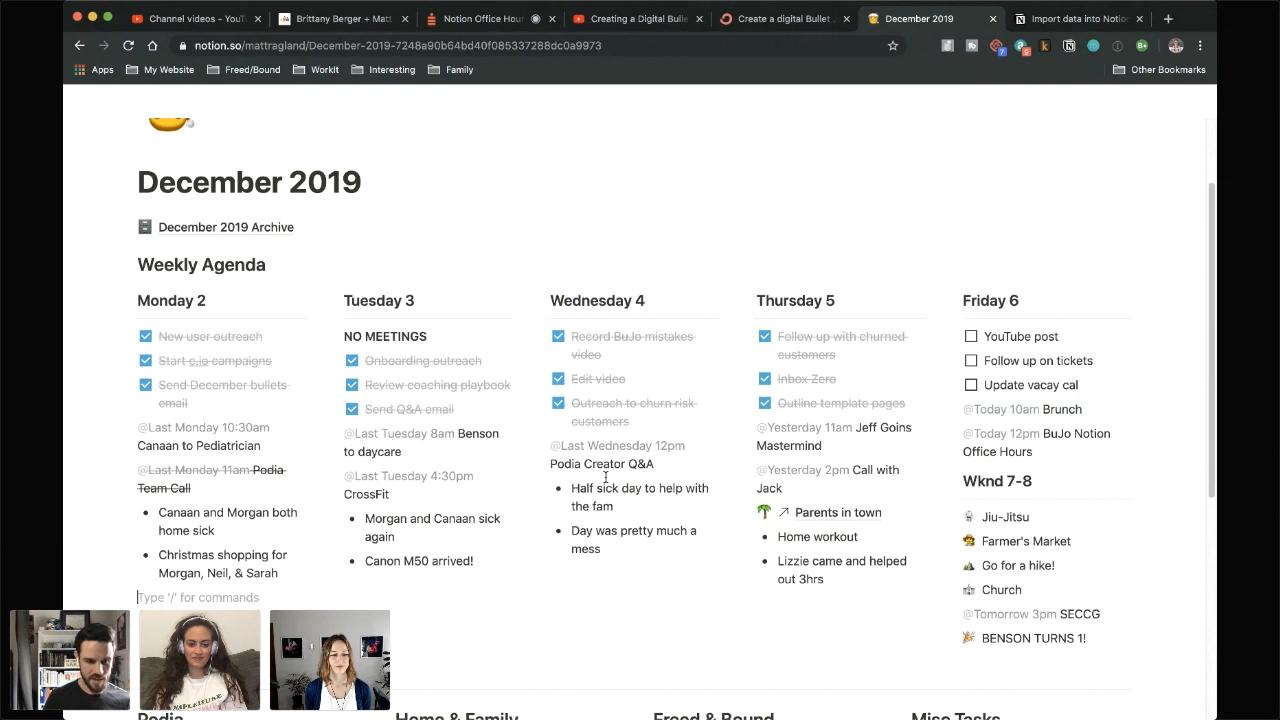 Channel videos - YouT
Brittany Berger + Matt
Notion Office Hour
Creating a Digital Bulle
Create a digital Bullet
December 2019
Import data into Notion
notion.so/mattragland/December-2019-7248a90b64bd40f085337288dc0a9973
Apps
My Website
Freed/Bound
WorkIt
Interesting
Family
Other Bookmarks
December 2019
December 2019 Archive
Weekly Agenda
Monday 2
New user outreach
Start c.io campaigns
Send December bullets
email
@Last Monday 10:30am
Canaan to Pediatrician
@Last Monday 11am Podia
Team Call
Canaan and Morgan both
home sick
Christmas shopping for
Morgan, Neil, & Sarah
Type '/' for commands
Tuesday 3
NO MEETINGS
Onboarding outreach
Review coaching playbook
Send Q&A email
@Last Tuesday 8am Benson
to daycare
@Last Tuesday 4:30pm
CrossFit
Morgan and Canaan sick
again
Canon M50 arrived!
Wednesday 4
Record BuJo mistakes
video
Edit video
Outreach to churn risk
customers
@Last Wednesday 12pm
Podia Creator Q&A
Half sick day to help with
the fam
Day was pretty much a
mess
Thursday 5
Follow up with churned
customers
Inbox Zero
Outline template pages
@Yesterday 11am Jeff Goins
Mastermind
@Yesterday 2pm Call with
Jack
Parents in town
Home workout
Lizzie came and helped
out 3hrs
Friday 6
YouTube post
Follow up on tickets
Update vacay cal
@Today 10am Brunch
@Today 12pm BuJo Notion
Office Hours
Wknd 7-8
Jiu-Jitsu
Farmer's Market
Go for a hike!
Church
@Tomorrow 3pm SECCG
BENSON TURNS 1!
Podia
Home & Family
Freed & Bound
Misc Tasks